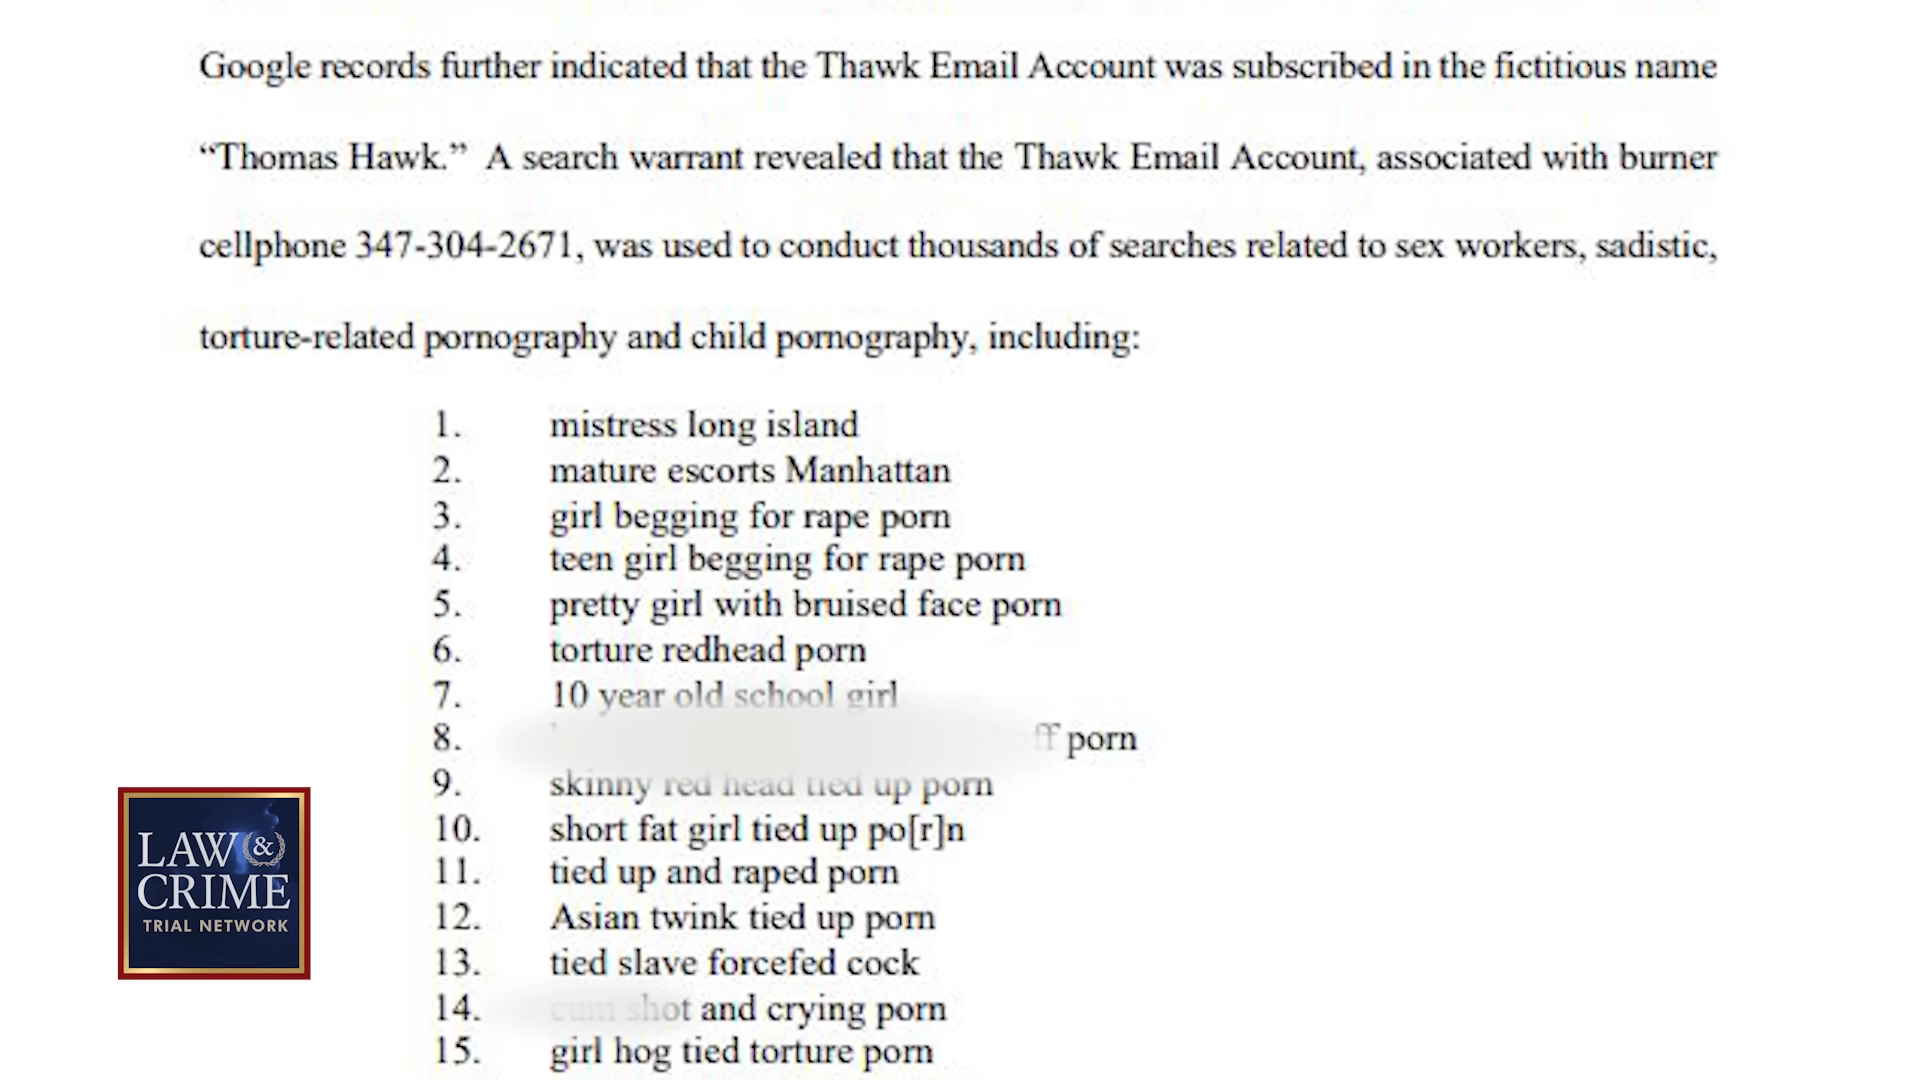 Google records further indicated that the Thawk Email Account was subscribed in the fictitious name
“Thomas Hawk.” A search warrant revealed that the Thawk Email Account, associated with burner
cellphone 347-304-2671, was used to conduct thousands of searches related to sex workers, sadistic,
torture-related pornography and child pornography, including:
1. mistress long island
2. mature escorts Manhattan
3. girl begging for rape porn
4. teen girl begging for rape porn
5. pretty girl with bruised face porn
6. torture redhead porn
7. 10 year old school girl
8. porn
9. skinny red head tied up porn
10. short fat girl tied up po[r]n
11. tied up and raped porn
12. Asian twink tied up porn
13. tied slave forcefed cock
14. cum shot and crying porn
15. girl hog tied torture porn
LAW &
CRIME
TRIAL NETWORK